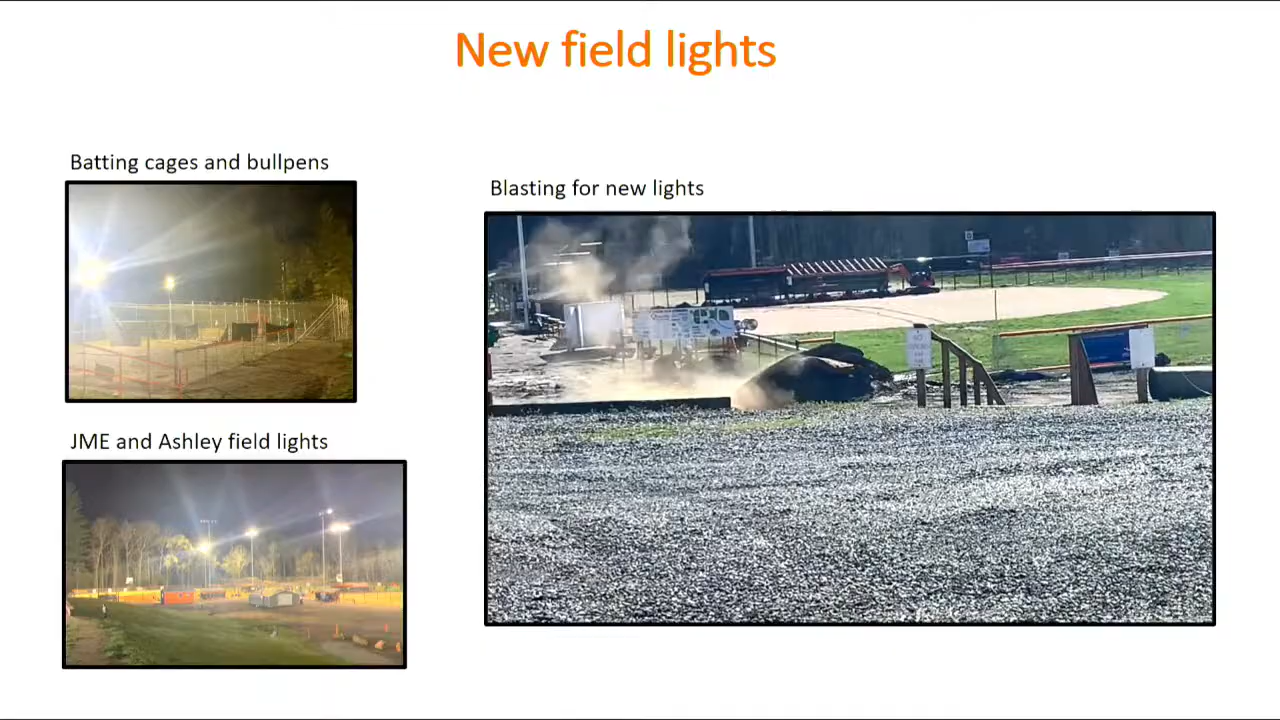 New field lights
Batting cages and bullpens
Blasting for new lights
JME and Ashley field lights